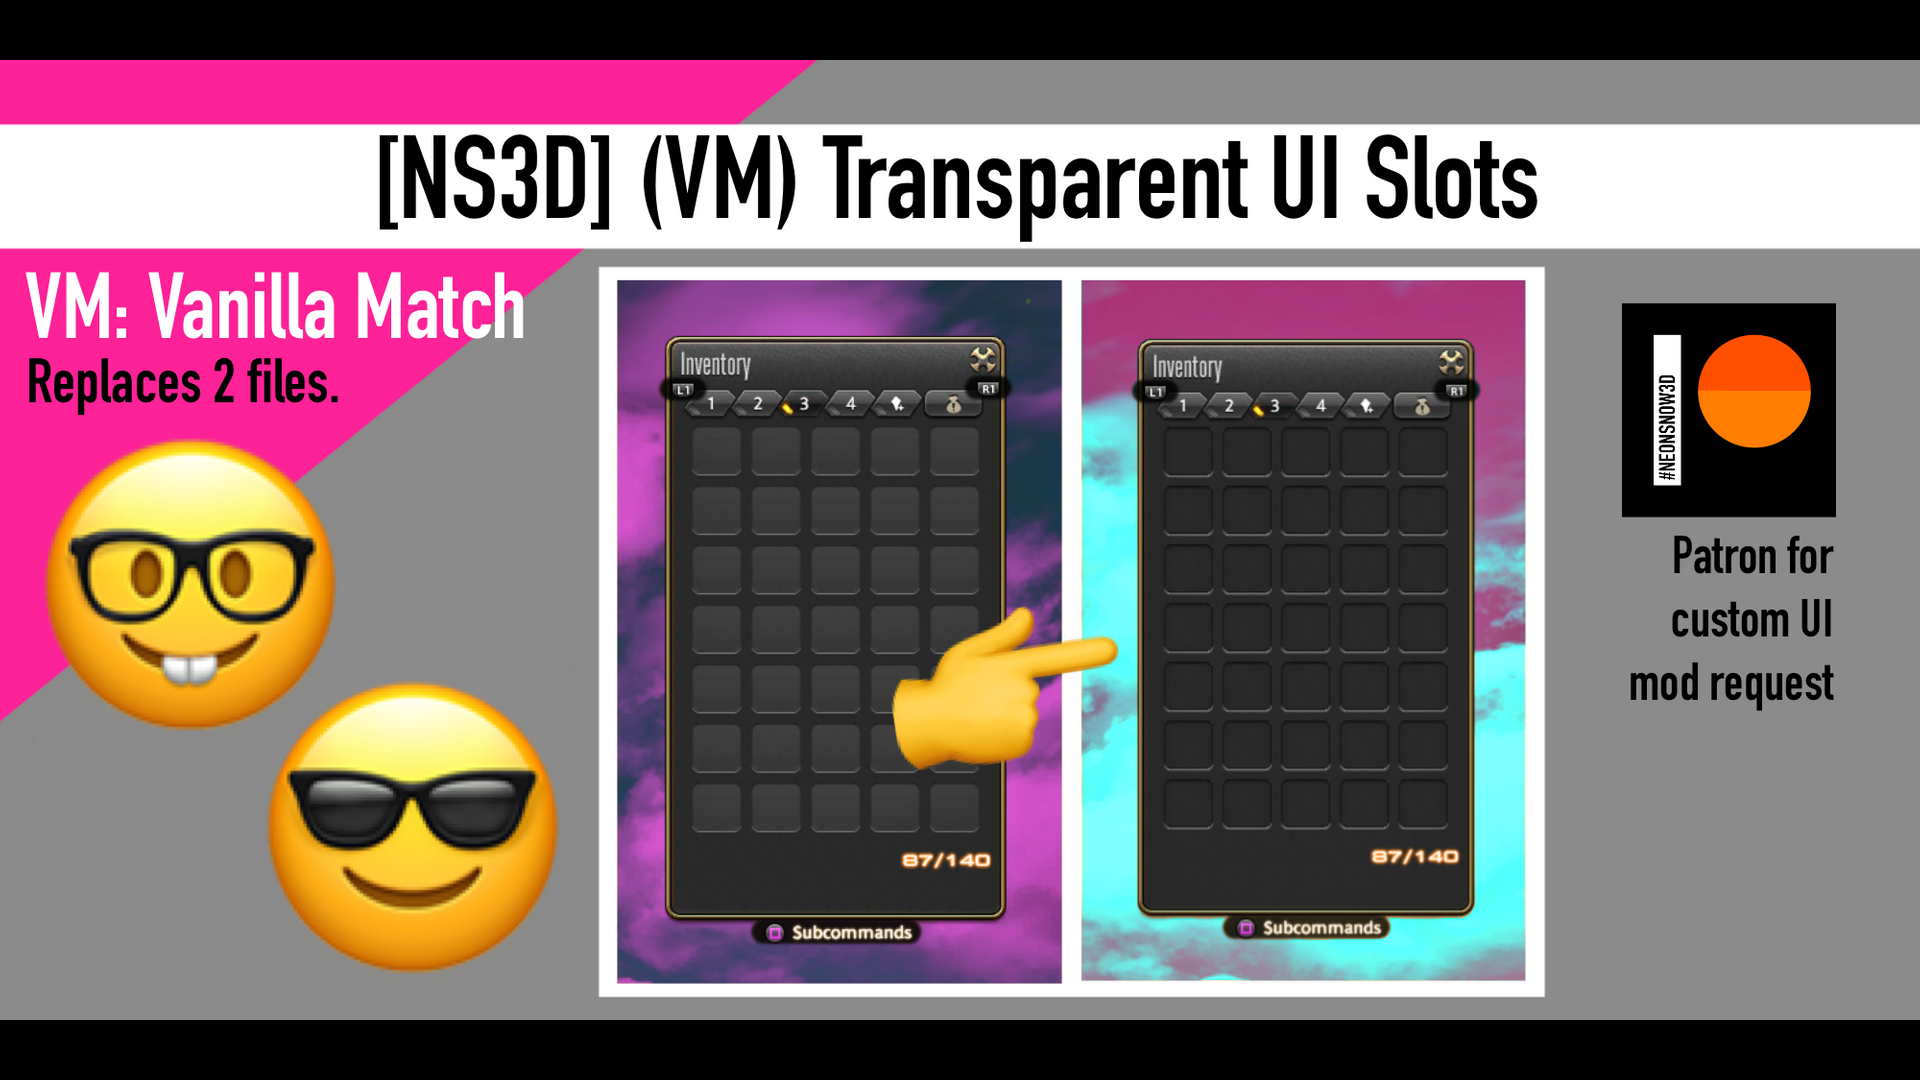 [NS3D] (VM) Transparent UI Slots
VM: Vanilla Match
Replaces 2 files.
Inventory
L1
R1
1 2 3 4
87/140
Subcommands
Inventory
L1
R1
1 2 3 4
87/140
Subcommands
#NEONSNOW3D
Patron for
custom UI
mod request